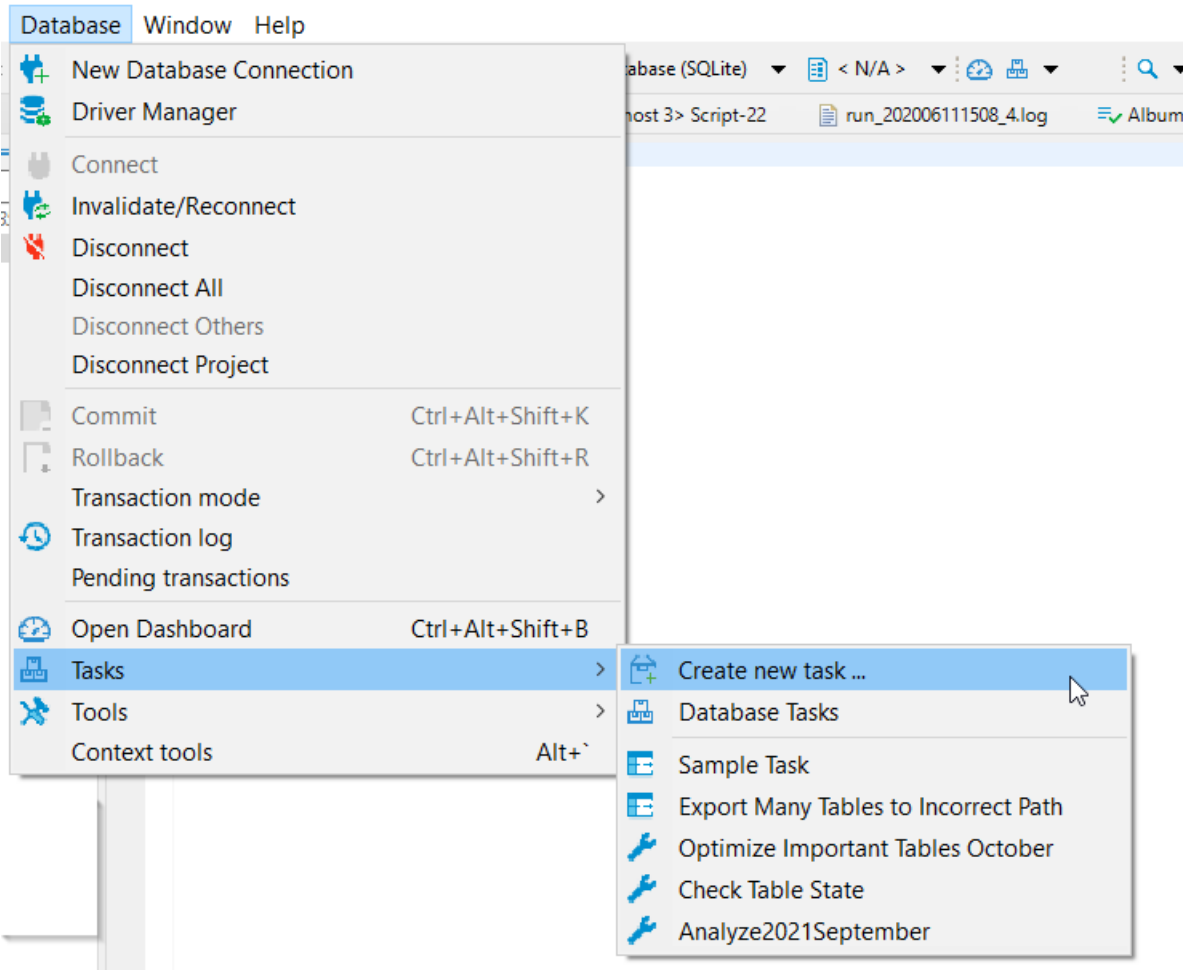 Database Window Help
New Database Connection
Driver Manager
Connect
Invalidate/Reconnect
Disconnect
Disconnect All
Disconnect Others
Disconnect Project
Commit Ctrl+Alt+Shift+K
Rollback Ctrl+Alt+Shift+R
Transaction mode
Transaction log
Pending transactions
Open Dashboard Ctrl+Alt+Shift+B
Tasks
Tools
Context tools Alt+`
(SQLite) < N/A >
3> Script-22 run_202006111508_4.log Album
Create new task ...
Database Tasks
Sample Task
Export Many Tables to Incorrect Path
Optimize Important Tables October
Check Table State
Analyze2021September